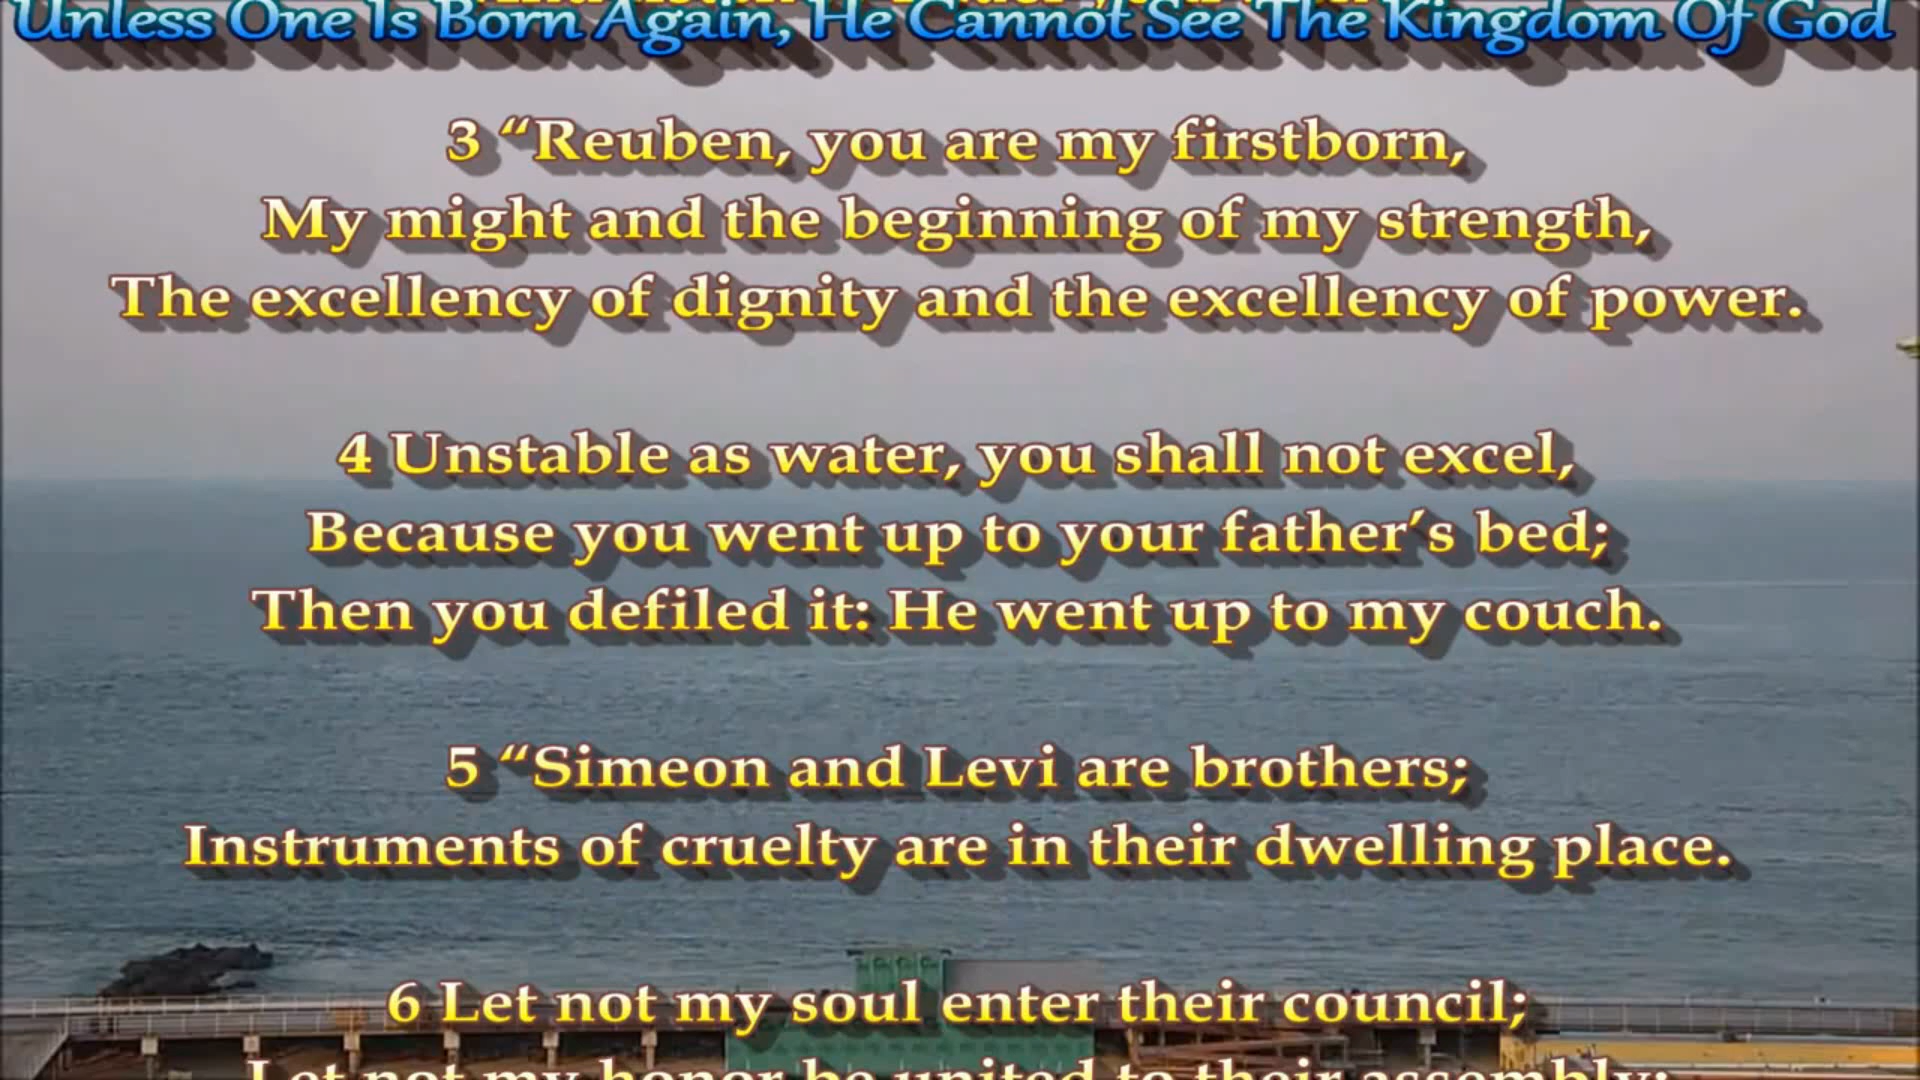 Unless One Is Born Again, He Cannot See The Kingdom Of God
3 “Reuben, you are my firstborn,
My might and the beginning of my strength,
The excellency of dignity and the excellency of power.
4 Unstable as water, you shall not excel,
Because you went up to your father’s bed;
Then you defiled it: He went up to my couch.
5 “Simeon and Levi are brothers;
Instruments of cruelty are in their dwelling place.
6 Let not my soul enter their council;
Let not my honor be united to their assembly;